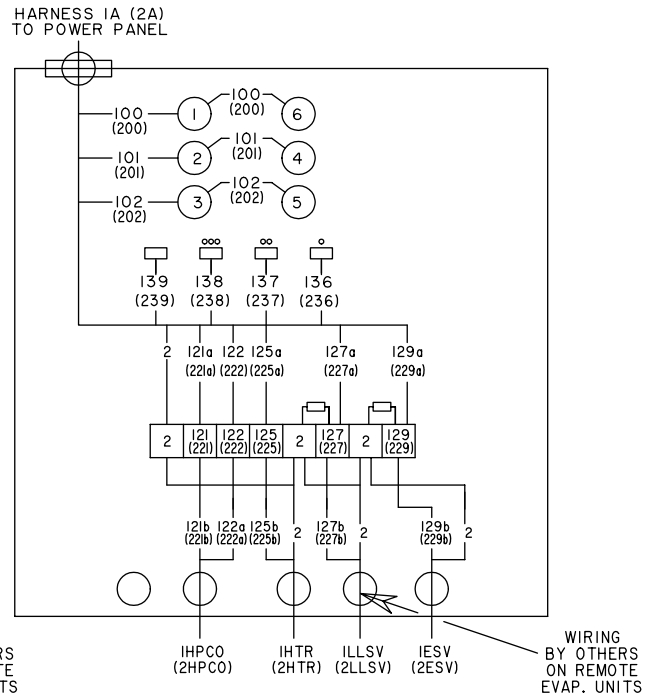 HARNESS 1A (2A)
TO POWER PANEL
100
(200)
1
100
(200)
6
101
(201)
2
101
(201)
4
102
(202)
3
102
(202)
5
139 138 137 136
(239) (238) (237) (236)
2 121a 122 125a 127a 129a
(221a) (222) (225a) (227a) (229a)
2 121 122 125 2 127 2 129
(221) (222) (225) (227) (229)
121b 122a 125b 2 127b 2 129b 2
(221b) (222a) (225b) (227b) (229b)
1HPCO 1HTR 1LLSV 1ESV
(2HPCO) (2HTR) (2LLSV) (2ESV)
WIRING
BY OTHERS
ON REMOTE
EVAP. UNITS
RS
TE
TS